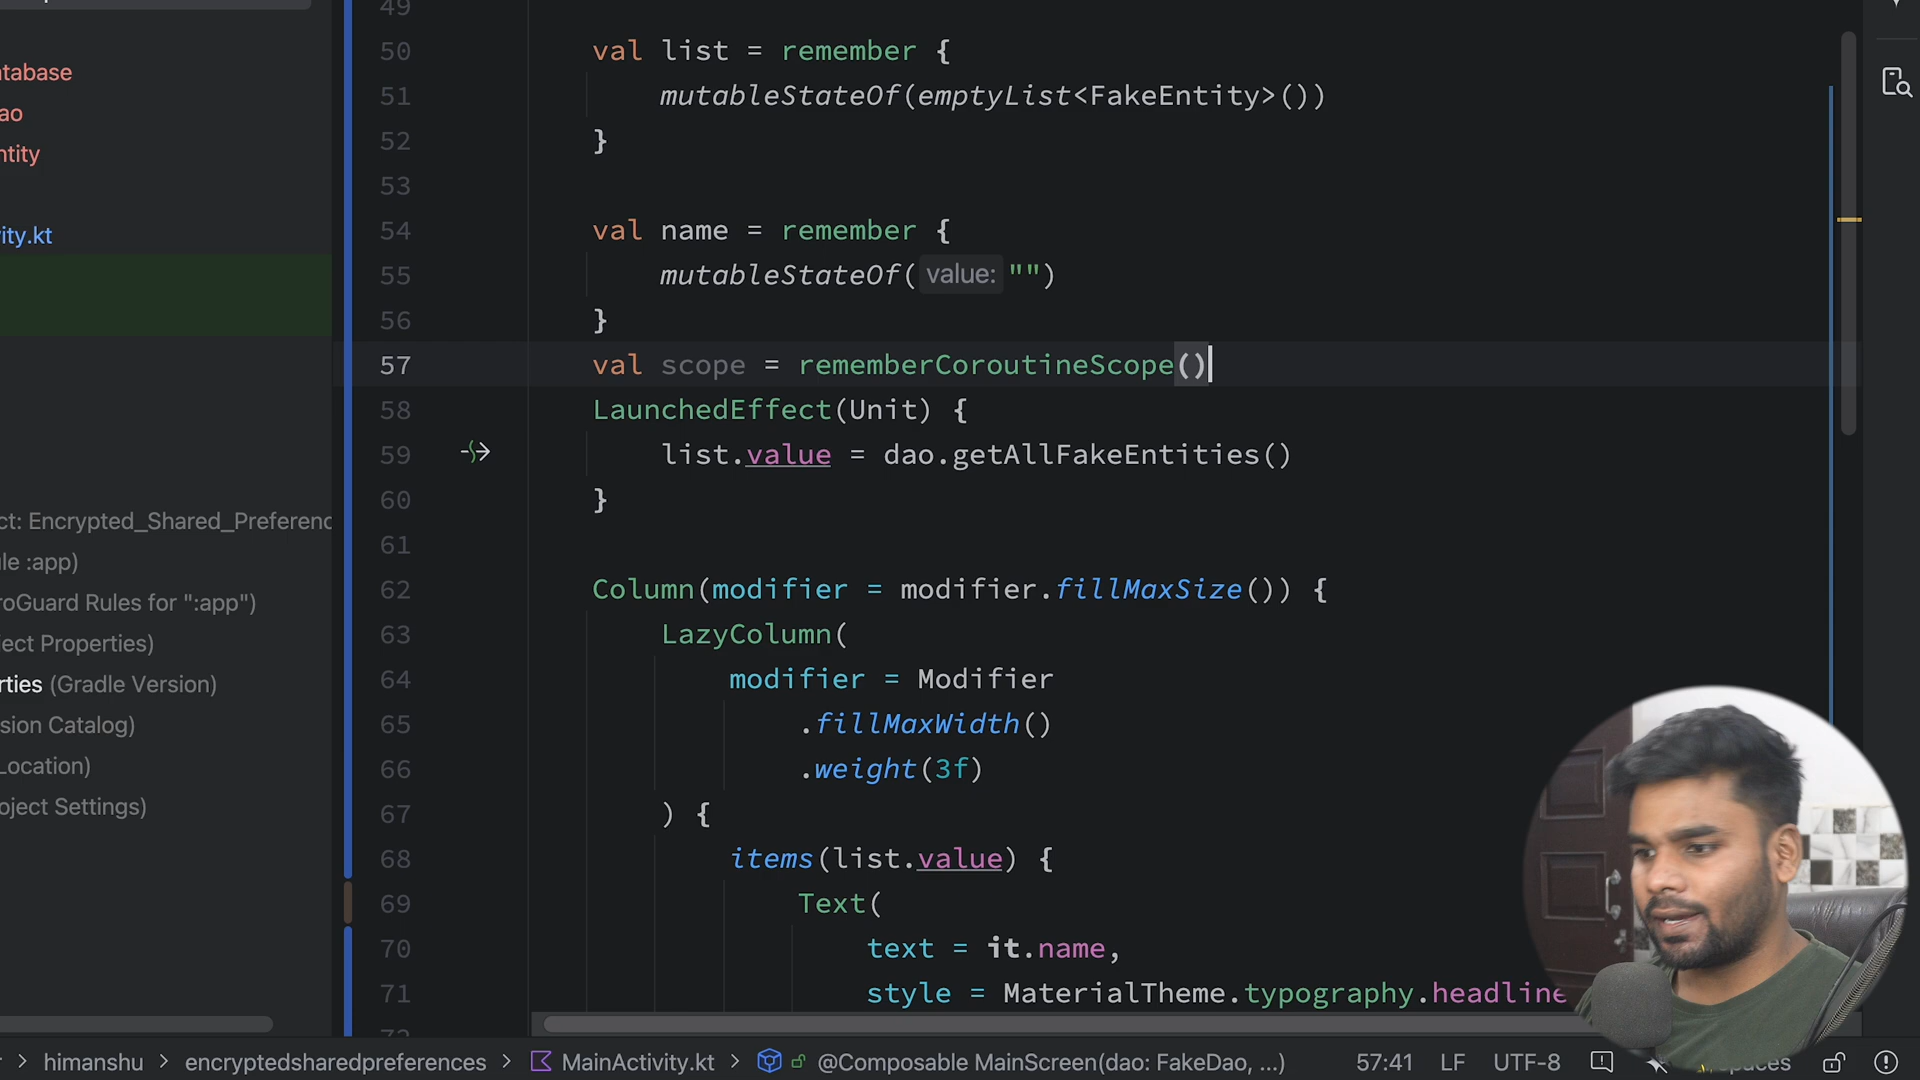 atabase
ao
ntity
ity.kt
ct: Encrypted_Shared_Preferenc
le :app)
oGuard Rules for ":app")
ject Properties)
rties (Gradle Version)
sion Catalog)
Location)
oject Settings)
49
50 val list = remember {
51 mutableStateOf(emptyList<FakeEntity>())
52 }
53
54 val name = remember {
55 mutableStateOf( value: "")
56 }
57 val scope = rememberCoroutineScope()
58 LaunchedEffect(Unit) {
59 list.value = dao.getAllFakeEntities()
60 }
61
62 Column(modifier = modifier.fillMaxSize()) {
63 LazyColumn(
64 modifier = Modifier
65 .fillMaxWidth()
66 .weight(3f)
67 ) {
68 items(list.value) {
69 Text(
70 text = it.name,
71 style = MaterialTheme.typography.headline
> himanshu > encryptedsharedpreferences > MainActivity.kt > @Composable MainScreen(dao: FakeDao, ...) 57:41 LF UTF-8